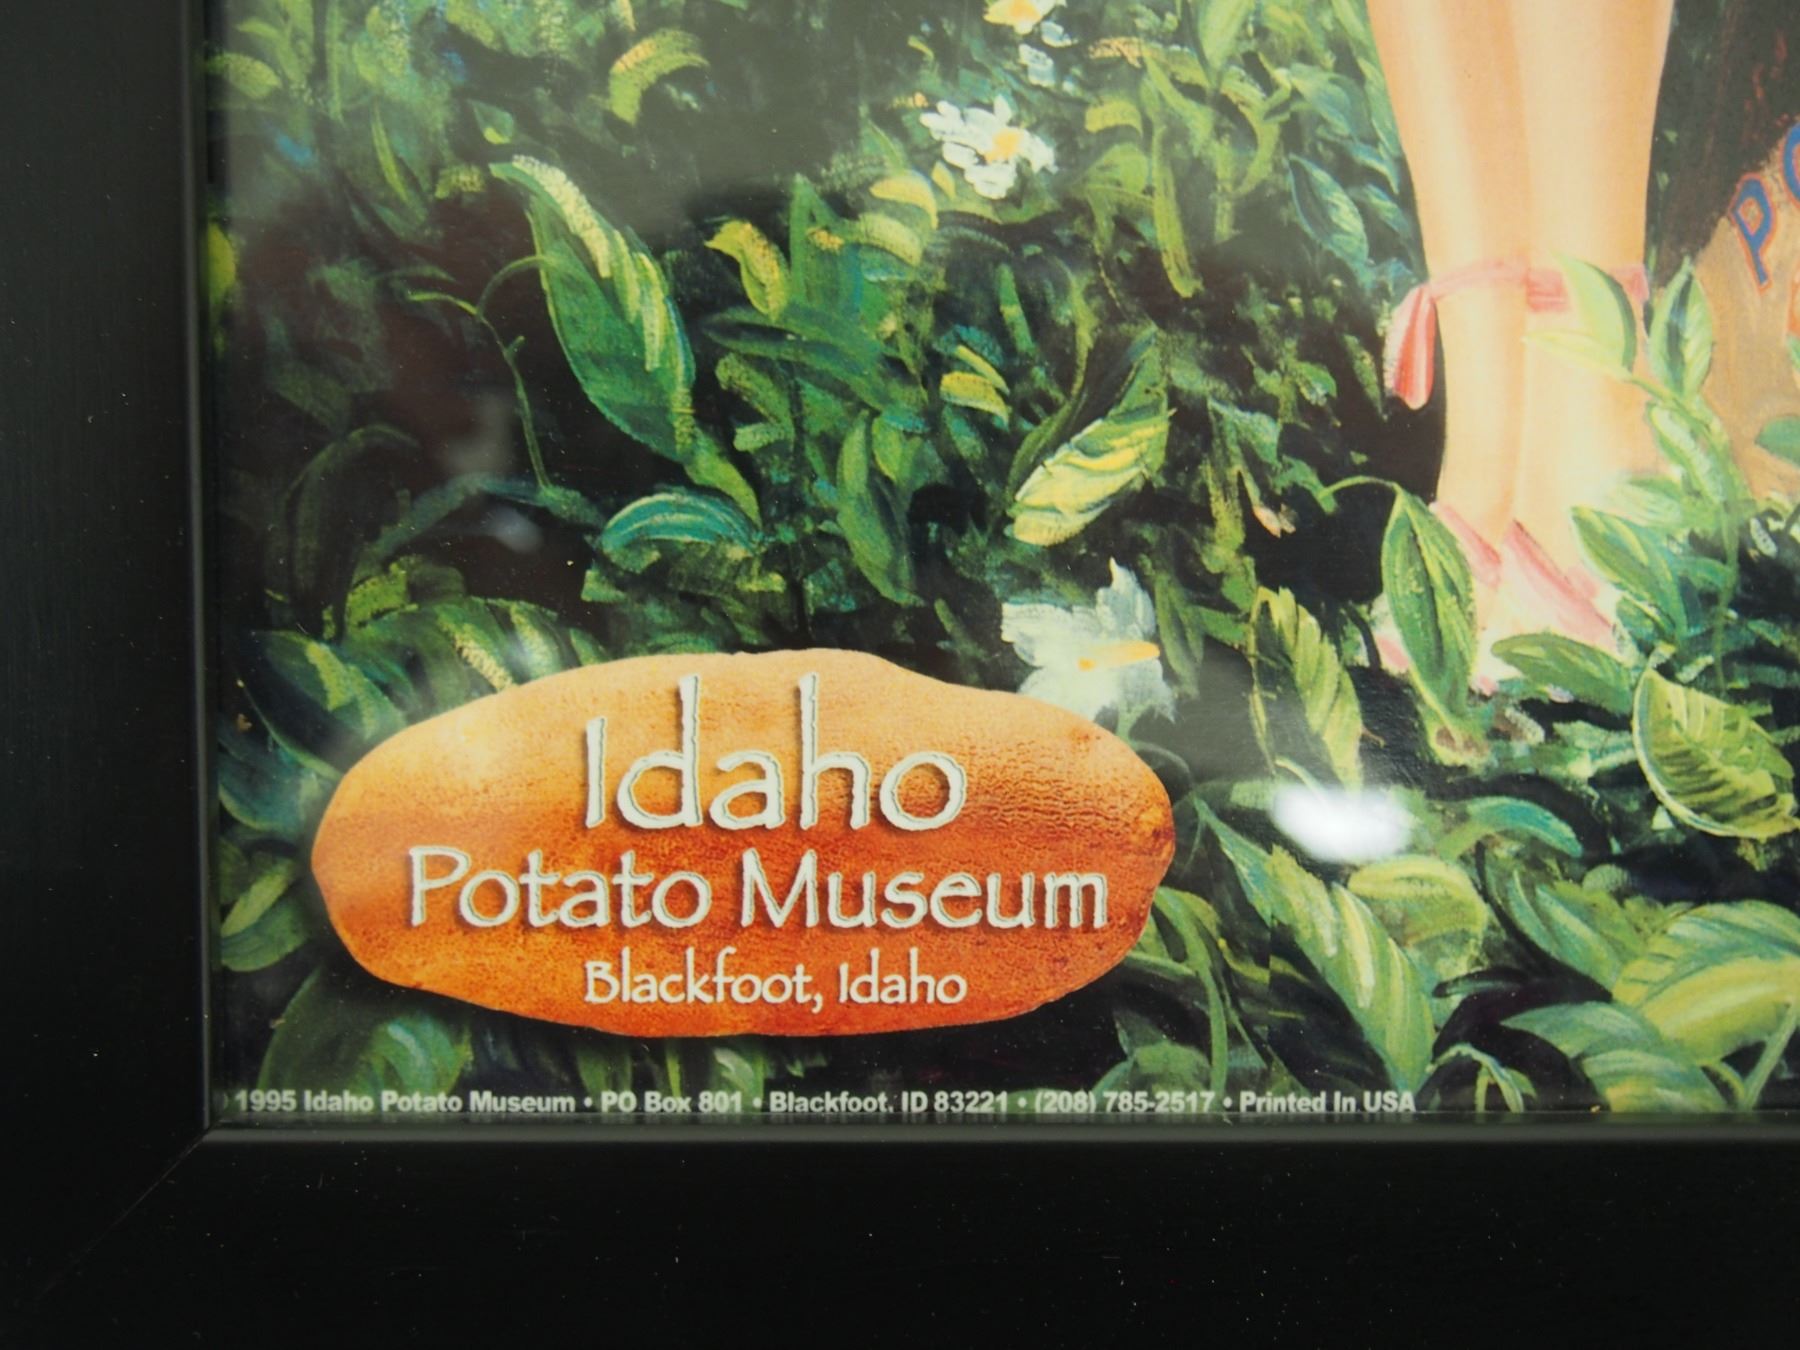 Idaho
Potato Museum
Blackfoot, Idaho
1995 Idaho Potato Museum • PO Box 801 • Blackfoot, ID 83221 • (208) 785-2517 • Printed In USA